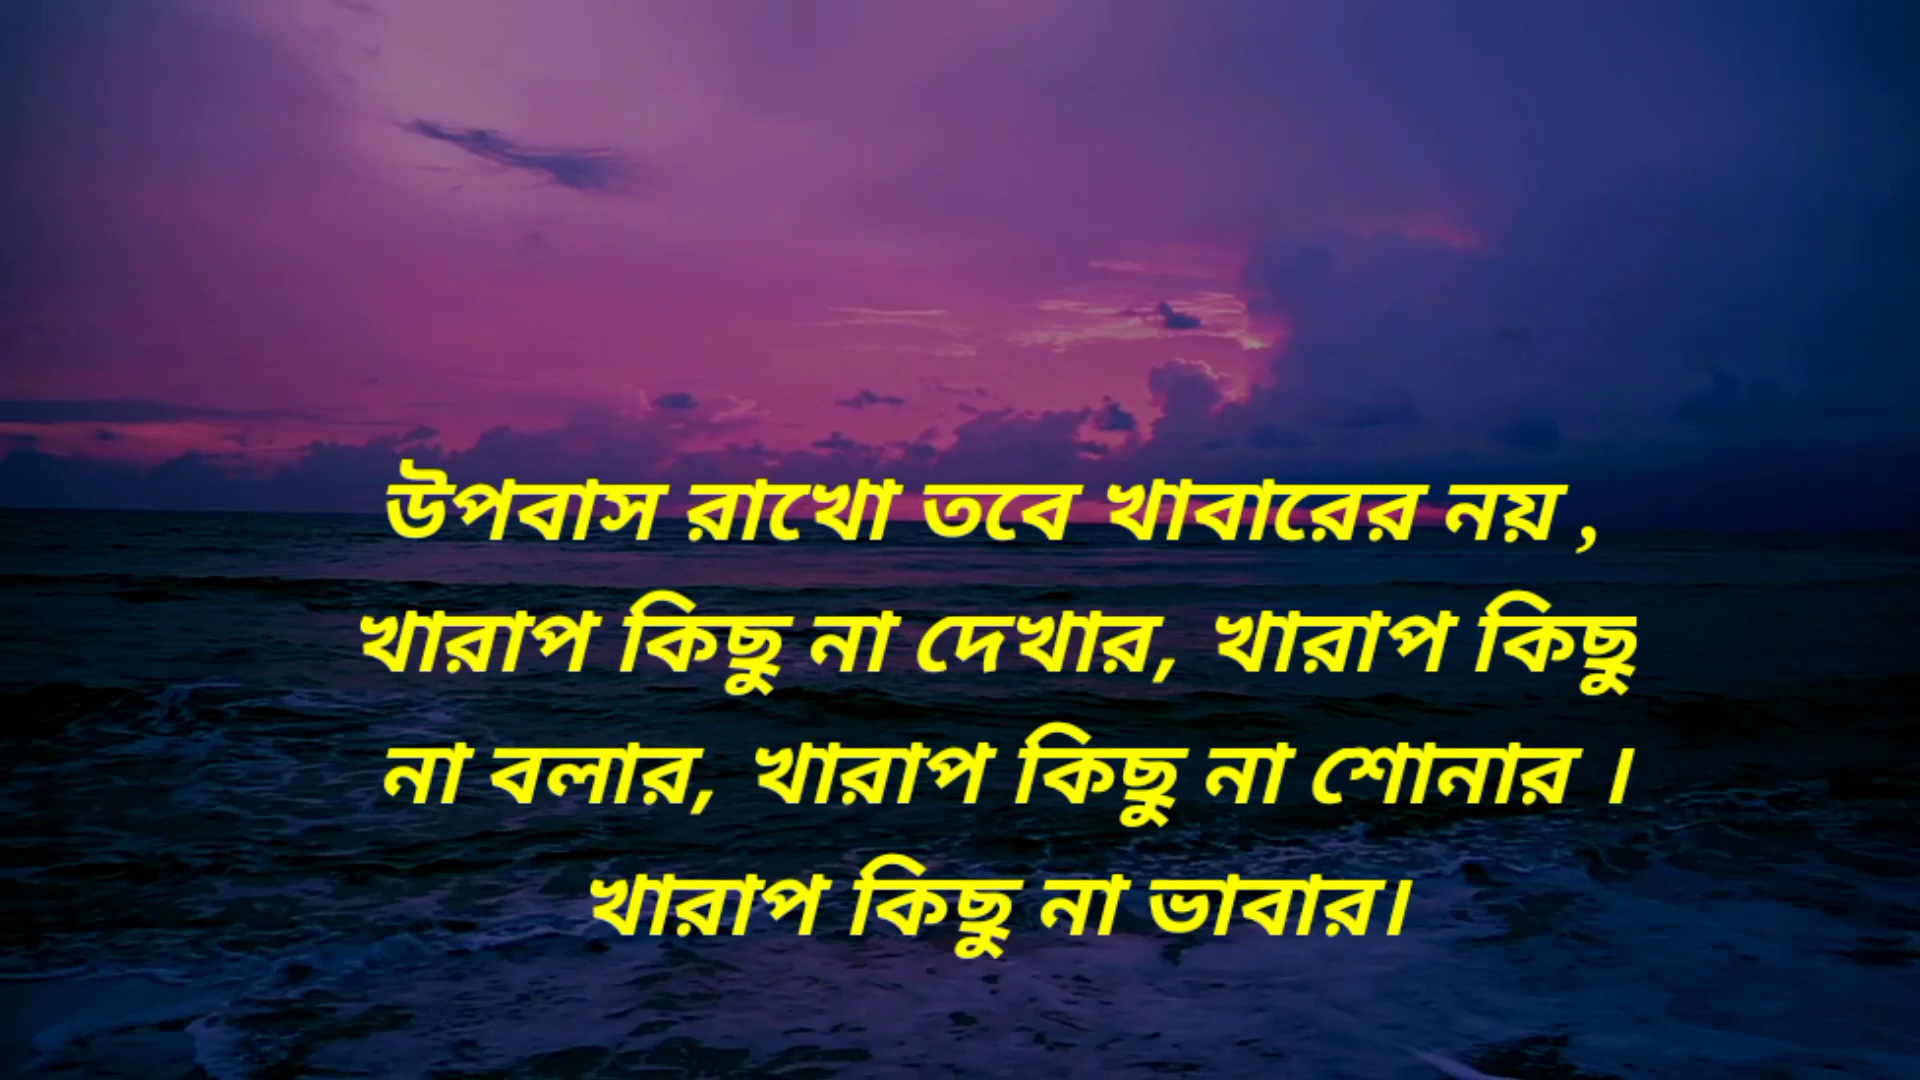 উপবাস রাখো তবে খাবারের নয় ,
খারাপ কিছু না দেখার, খারাপ কিছু
না বলার, খারাপ কিছু না শোনার ।
খারাপ কিছু না ভাবার।